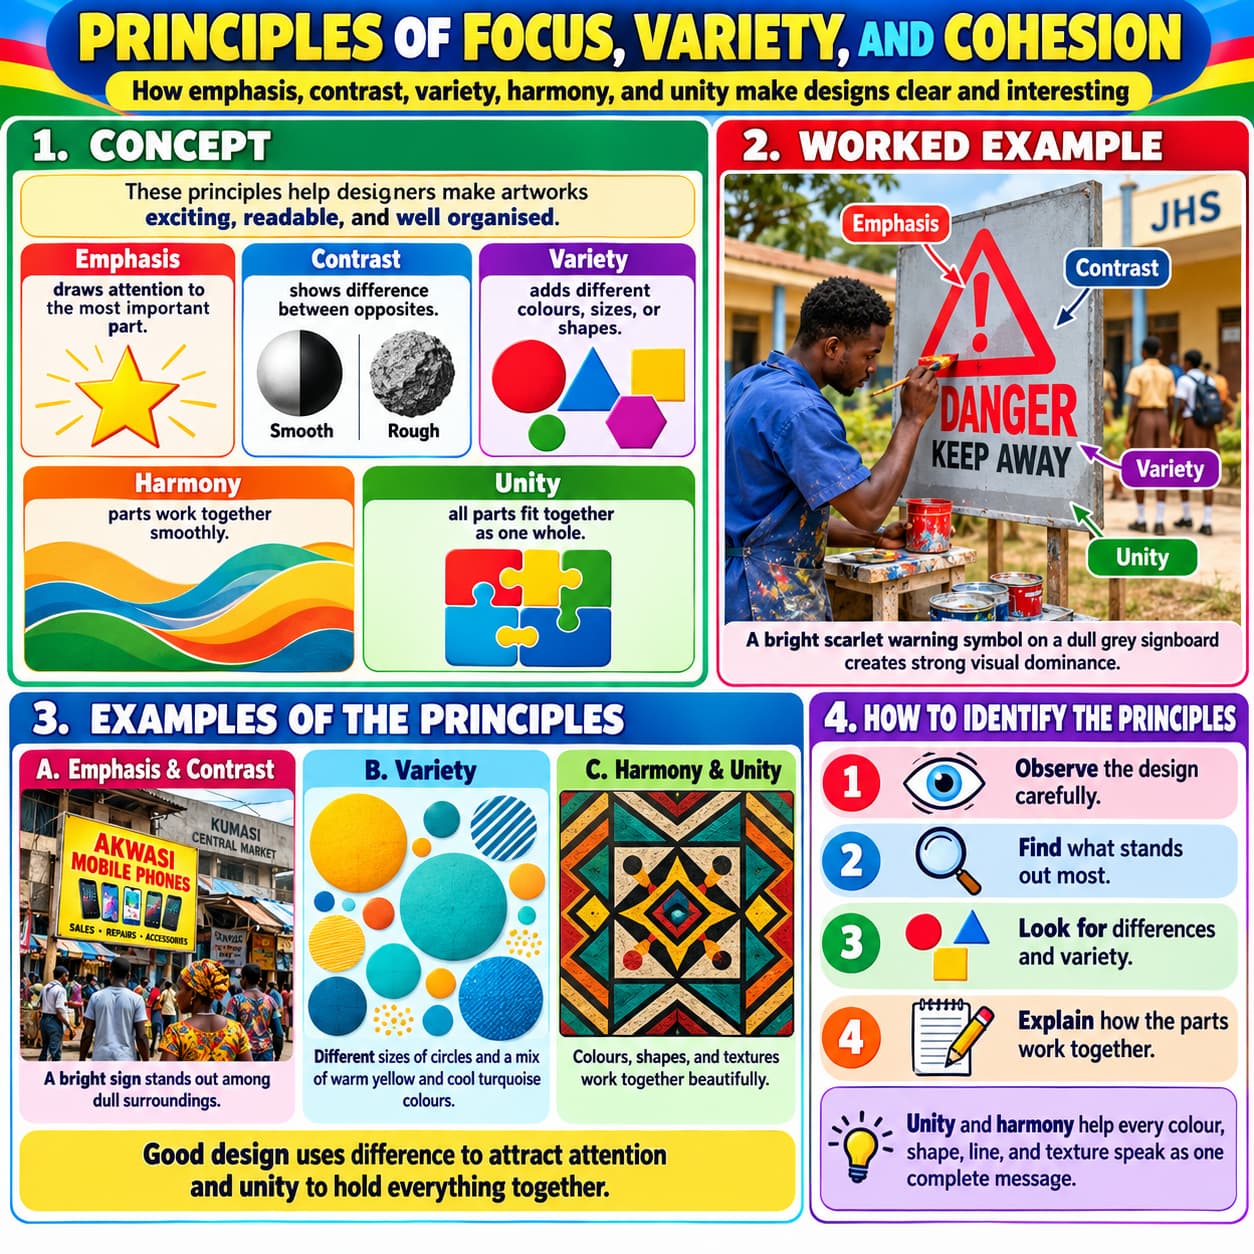 PRINCIPLES OF FOCUS, VARIETY, AND COHESION
How emphasis, contrast, variety, harmony, and unity make designs clear and interesting
1. CONCEPT
These principles help designers make artworks
exciting, readable, and well organised.
Emphasis
draws attention to
the most important
part.
Contrast
shows difference
between opposites.
Smooth
Rough
Variety
adds different
colours, sizes, or
shapes.
Harmony
parts work together
smoothly.
Unity
all parts fit together
as one whole.
2. WORKED EXAMPLE
JHS
Emphasis
Contrast
!
DANGER
KEEP AWAY
Variety
Unity
A bright scarlet warning symbol on a dull grey signboard
creates strong visual dominance.
3. EXAMPLES OF THE PRINCIPLES
A. Emphasis & Contrast
KUMASI
CENTRAL MARKET
AKWASI
MOBILE PHONES
SALES • REPAIRS • ACCESSORIES
A bright sign stands out among
dull surroundings.
B. Variety
Different sizes of circles and a mix
of warm yellow and cool turquoise
colours.
C. Harmony & Unity
Colours, shapes, and textures
work together beautifully.
Good design uses difference to attract attention
and unity to hold everything together.
4. HOW TO IDENTIFY THE PRINCIPLES
1
Observe the design
carefully.
2
Find what stands
out most.
3
Look for differences
and variety.
4
Explain how the parts
work together.
Unity and harmony help every colour,
shape, line, and texture speak as one
complete message.